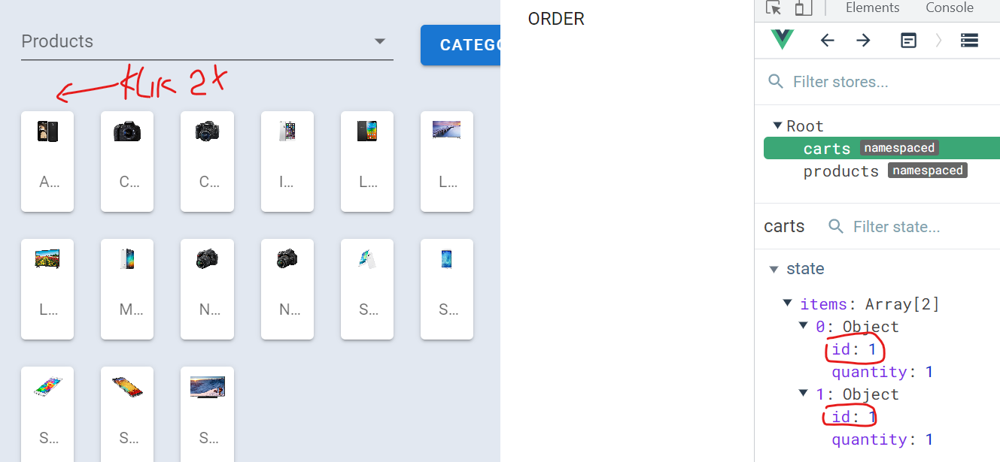 Products
CATEGO
KLIK 2X
A...
C...
C...
I...
L...
L...
L...
M...
N...
N...
S...
S...
S...
S...
S...
ORDER
Elements Console
Filter stores...
Root
carts namespaced
products namespaced
carts Filter state...
state
items: Array[2]
0: Object
id: 1
quantity: 1
1: Object
id: 1
quantity: 1